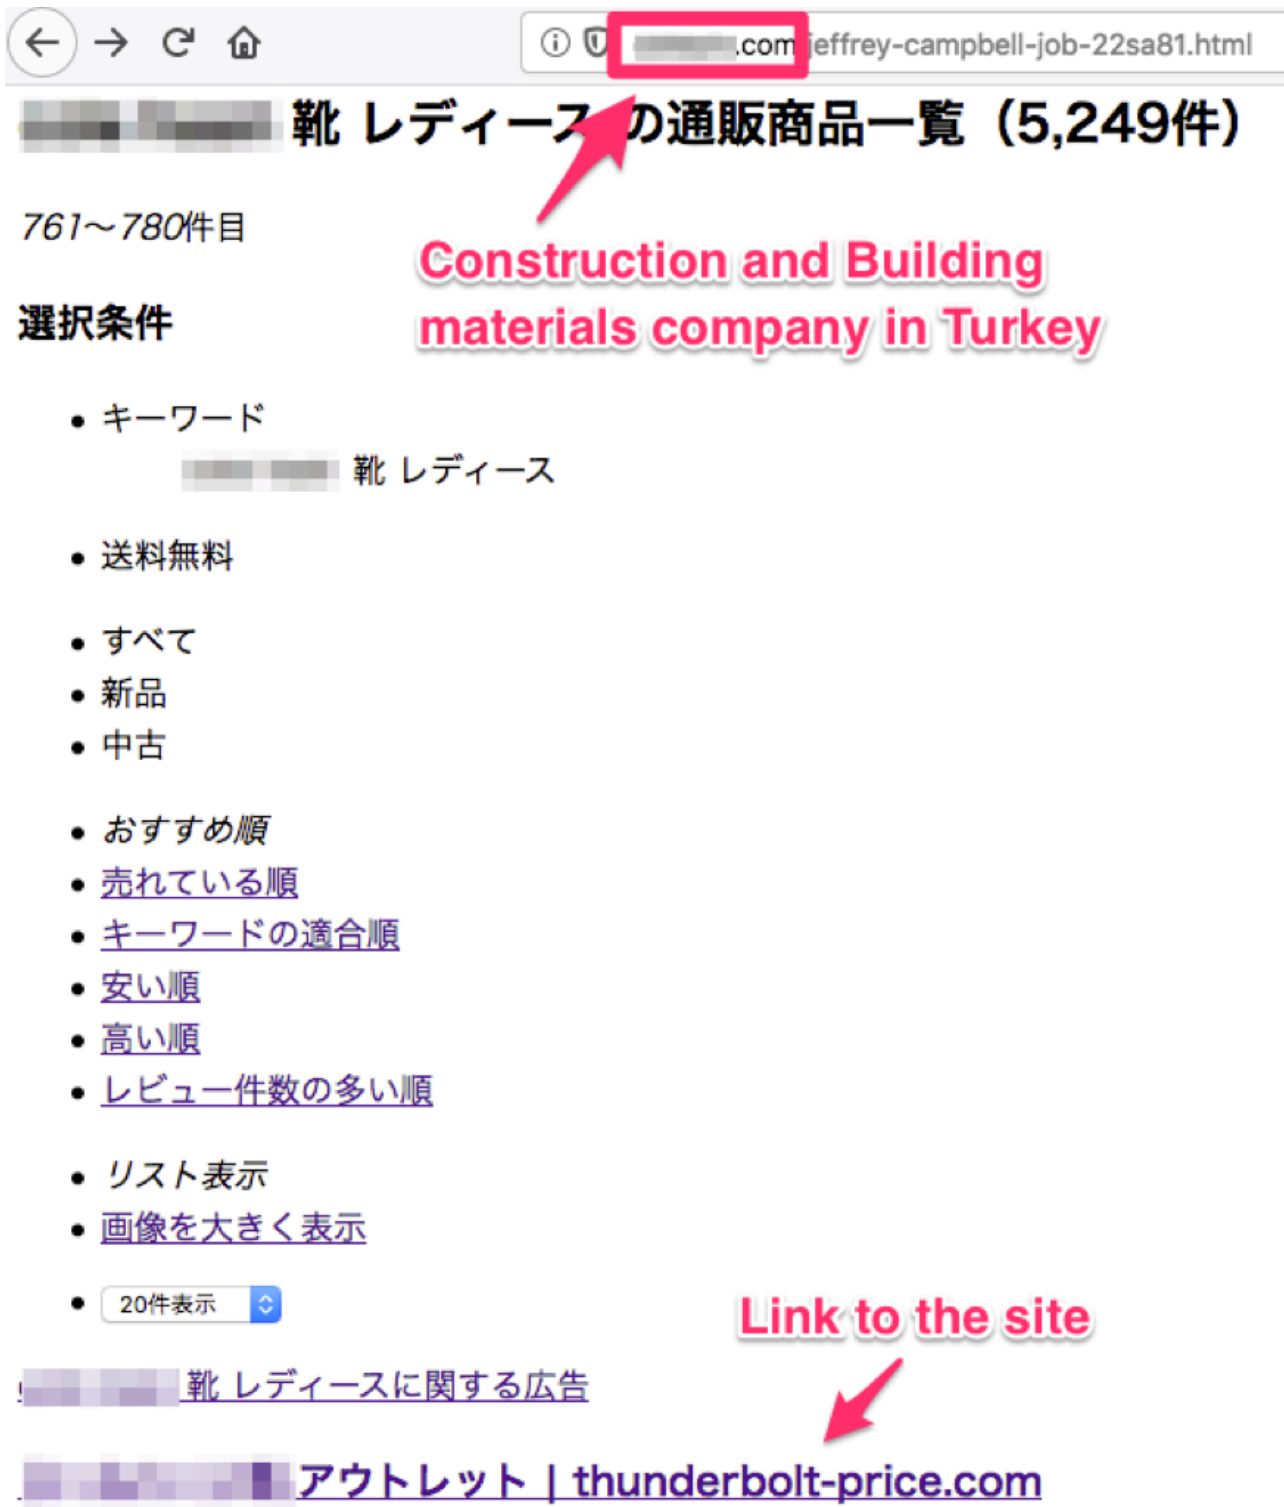 .com/jeffrey-campbell-job-22sa81.html
靴 レディース の通販商品一覧（5,249件）
761～780件目
Construction and Building
materials company in Turkey
選択条件
キーワード
靴 レディース
送料無料
すべて
新品
中古
おすすめ順
売れている順
キーワードの適合順
安い順
高い順
レビュー件数の多い順
リスト表示
画像を大きく表示
20件表示
Link to the site
靴 レディースに関する広告
アウトレット | thunderbolt-price.com